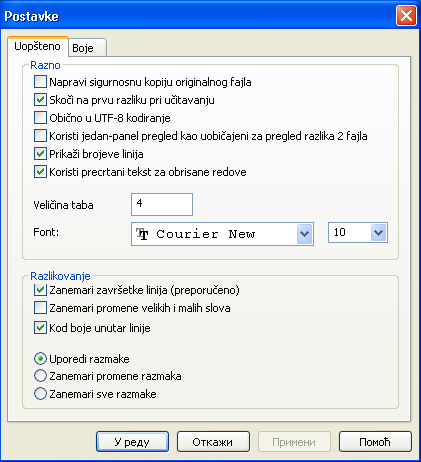 Postavke
Uopšteno
Boje
Razno
Napravi sigurnosnu kopiju originalnog fajla
Skoči na prvu razliku pri učitavanju
Obično u UTF-8 kodiranje
Koristi jedan-panel pregled kao uobičajeni za pregled razlika 2 fajla
Prikaži brojeve linija
Koristi precrtani tekst za obrisane redove
Veličina taba
4
Font:
Courier New
10
Razlikovanje
Zanemari završetke linija (preporučeno)
Zanemari promene velikih i malih slova
Kod boje unutar linije
Uporedi razmake
Zanemari promene razmaka
Zanemari sve razmake
У реду
Откажи
Примени
Помоћ